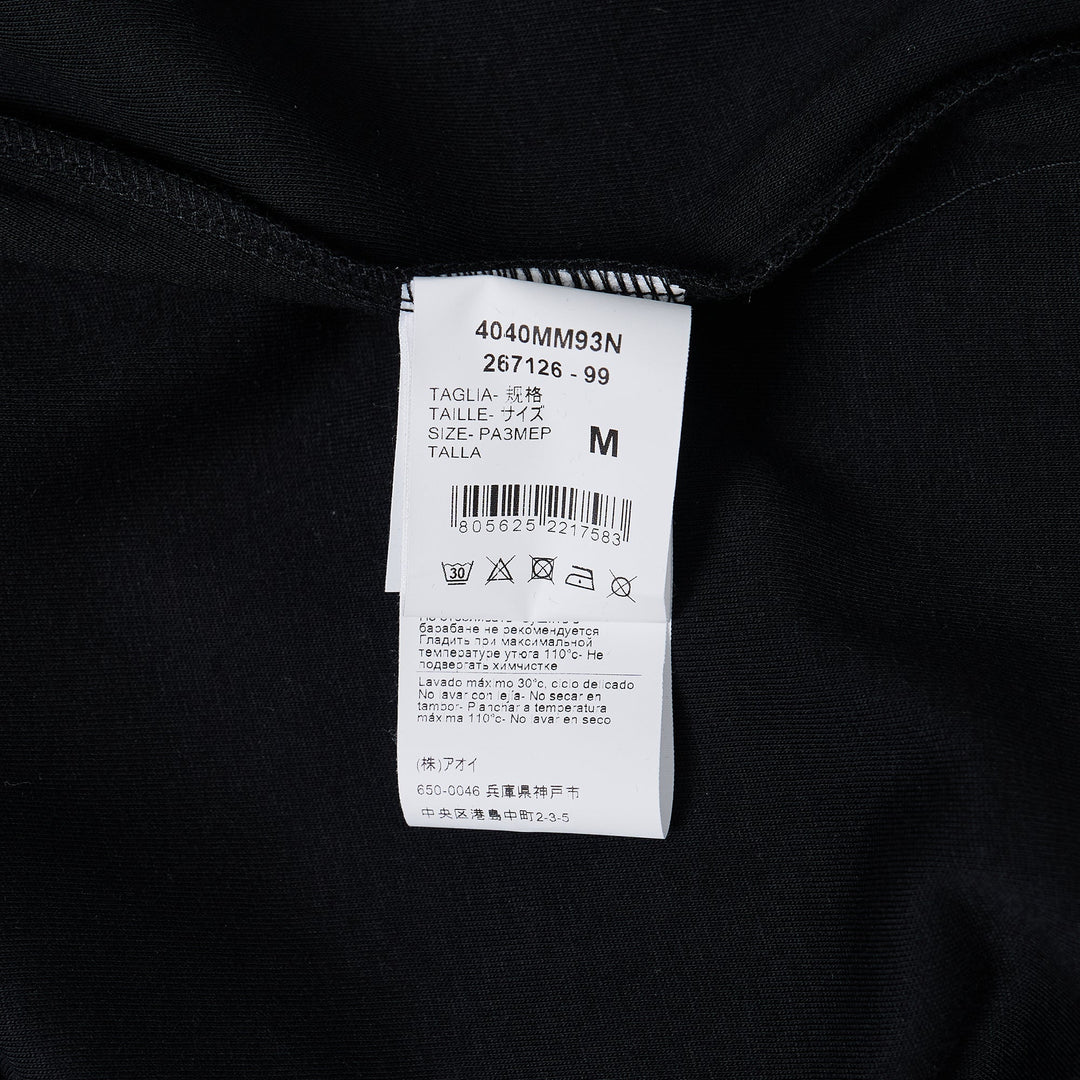 4040MM93N
267126 - 99
TAGLIA- 规格
TAILLE- サイズ
SIZE- РАЗМЕР
TALLA
M
805625 2217583
30
барабане не рекомендуется
Гладить при максимальной
температуре утюга 110°c- Не
подвергать химчистке
Lavado máximo 30°c, ciclo delicado
No lavar con lejía- No secar en
tambor- Planchar a temperatura
máxima 110°c- No lavar en seco
(株)アオイ
650-0046 兵庫県神戸市
中央区港島中町2-3-5